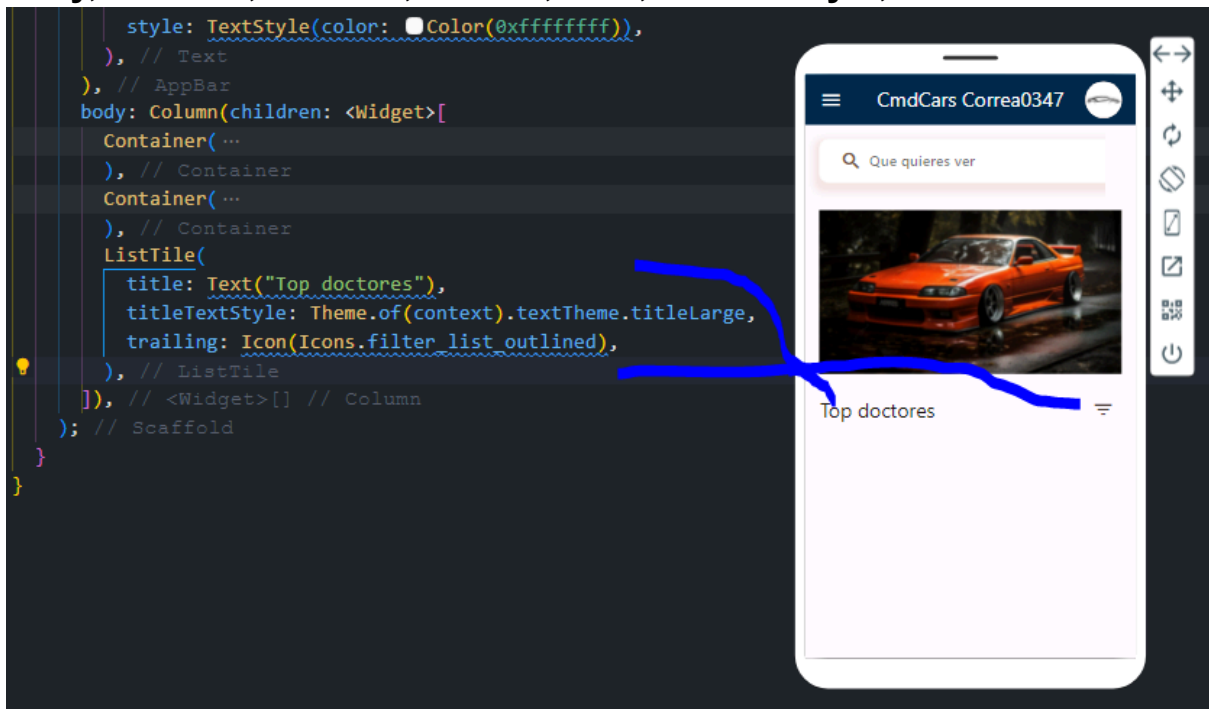 style: TextStyle(color: Color(0xffffffff)),
), // Text
), // AppBar
body: Column(children: <Widget>[
Container( ⋯
), // Container
Container( ⋯
), // Container
ListTile(
title: Text("Top doctores"),
titleTextStyle: Theme.of(context).textTheme.titleLarge,
trailing: Icon(Icons.filter_list_outlined),
), // ListTile
]), // <Widget>[] // Column
); // Scaffold
}
}
CmdCars Correa0347
Que quieres ver
Top doctores